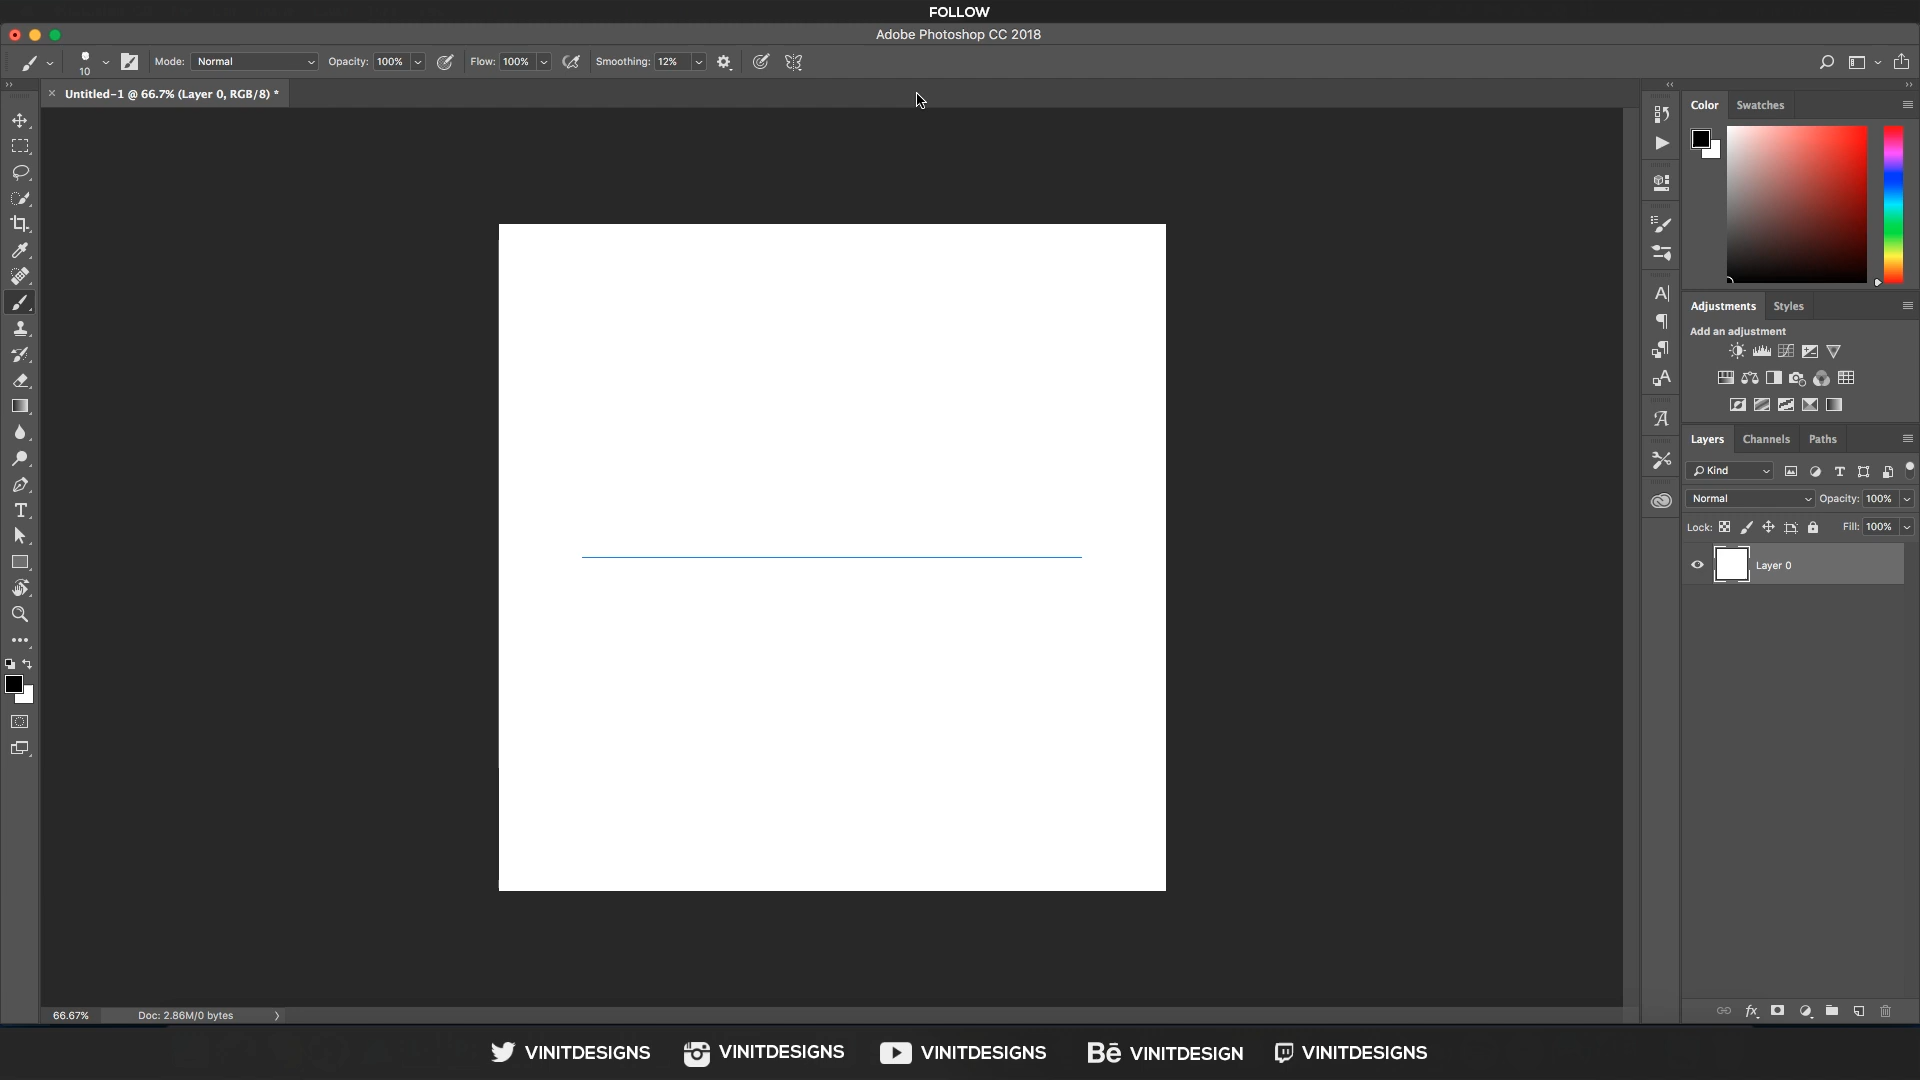 FOLLOW
Adobe Photoshop CC 2018
10
Mode: Normal Opacity: 100% Flow: 100% Smoothing: 12%
× Untitled-1 @ 66.7% (Layer 0, RGB/8) *
Color Swatches
Adjustments Styles
Add an adjustment
Layers Channels Paths
Kind
Normal Opacity: 100%
Lock: Fill: 100%
Layer 0
66.67% Doc: 2.86M/0 bytes
VINITDESIGNS VINITDESIGNS VINITDESIGNS Bē VINITDESIGN VINITDESIGNS